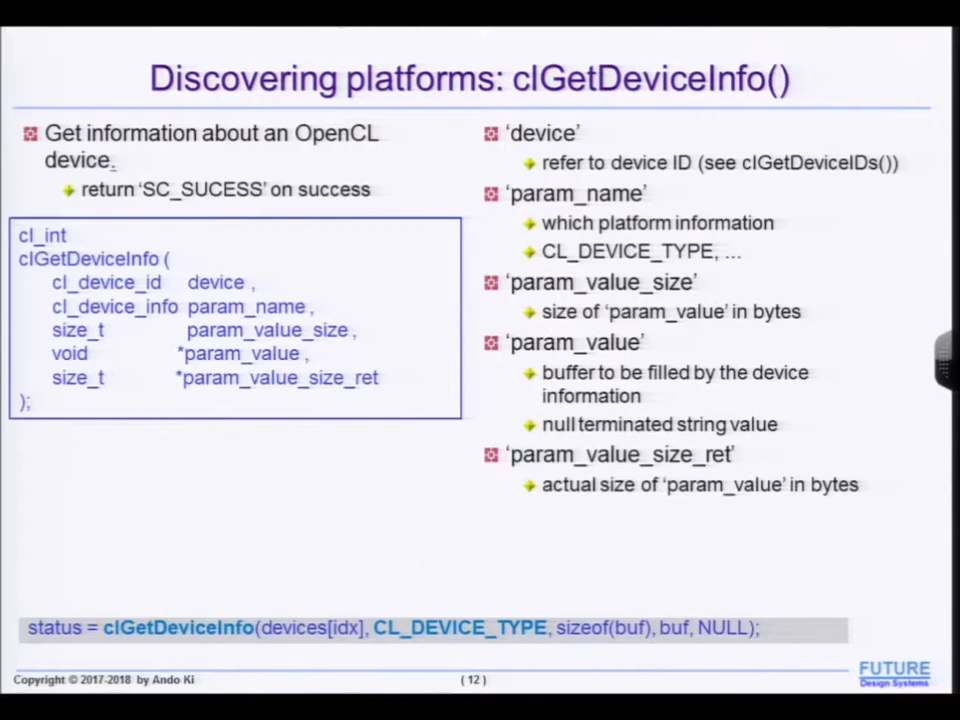 Discovering platforms: clGetDeviceInfo()
Get information about an OpenCL
device.
return 'SC_SUCESS' on success
cl_int
clGetDeviceInfo (
cl_device_id device ,
cl_device_info param_name ,
size_t param_value_size ,
void *param_value ,
size_t *param_value_size_ret
);
'device'
refer to device ID (see clGetDeviceIDs())
'param_name'
which platform information
CL_DEVICE_TYPE, ...
'param_value_size'
size of 'param_value' in bytes
'param_value'
buffer to be filled by the device
information
null terminated string value
'param_value_size_ret'
actual size of 'param_value' in bytes
status = clGetDeviceInfo(devices[idx], CL_DEVICE_TYPE, sizeof(buf), buf, NULL);
Copyright © 2017-2018 by Ando Ki
( 12 )
FUTURE
Design Systems